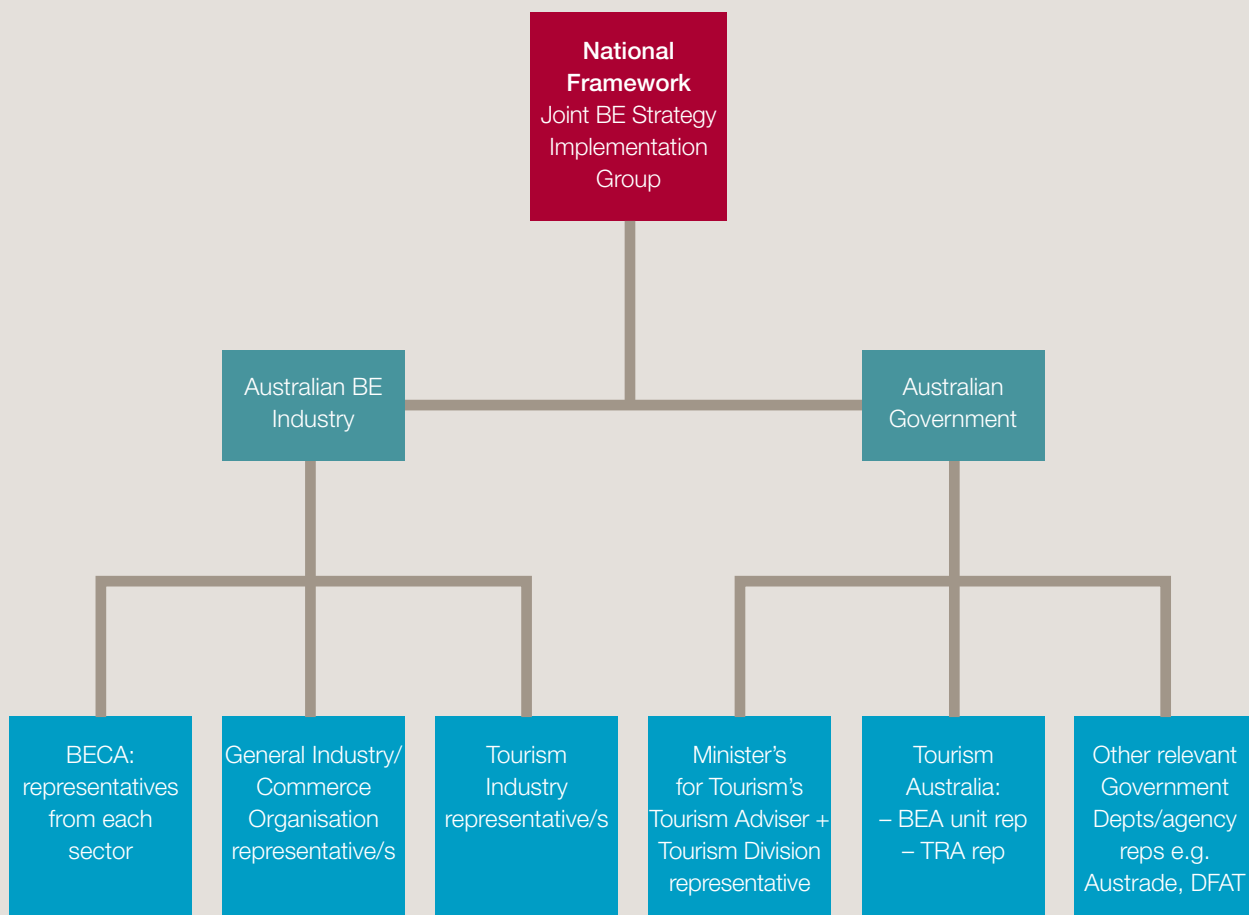 National
Framework
Joint BE Strategy
Implementation
Group
Australian BE
Industry
Australian
Government
BECA:
representatives
from each
sector
General Industry/
Commerce
Organisation
representative/s
Tourism
Industry
representative/s
Minister’s
for Tourism’s
Tourism Adviser +
Tourism Division
representative
Tourism
Australia:
– BEA unit rep
– TRA rep
Other relevant
Government
Depts/agency
reps e.g.
Austrade, DFAT